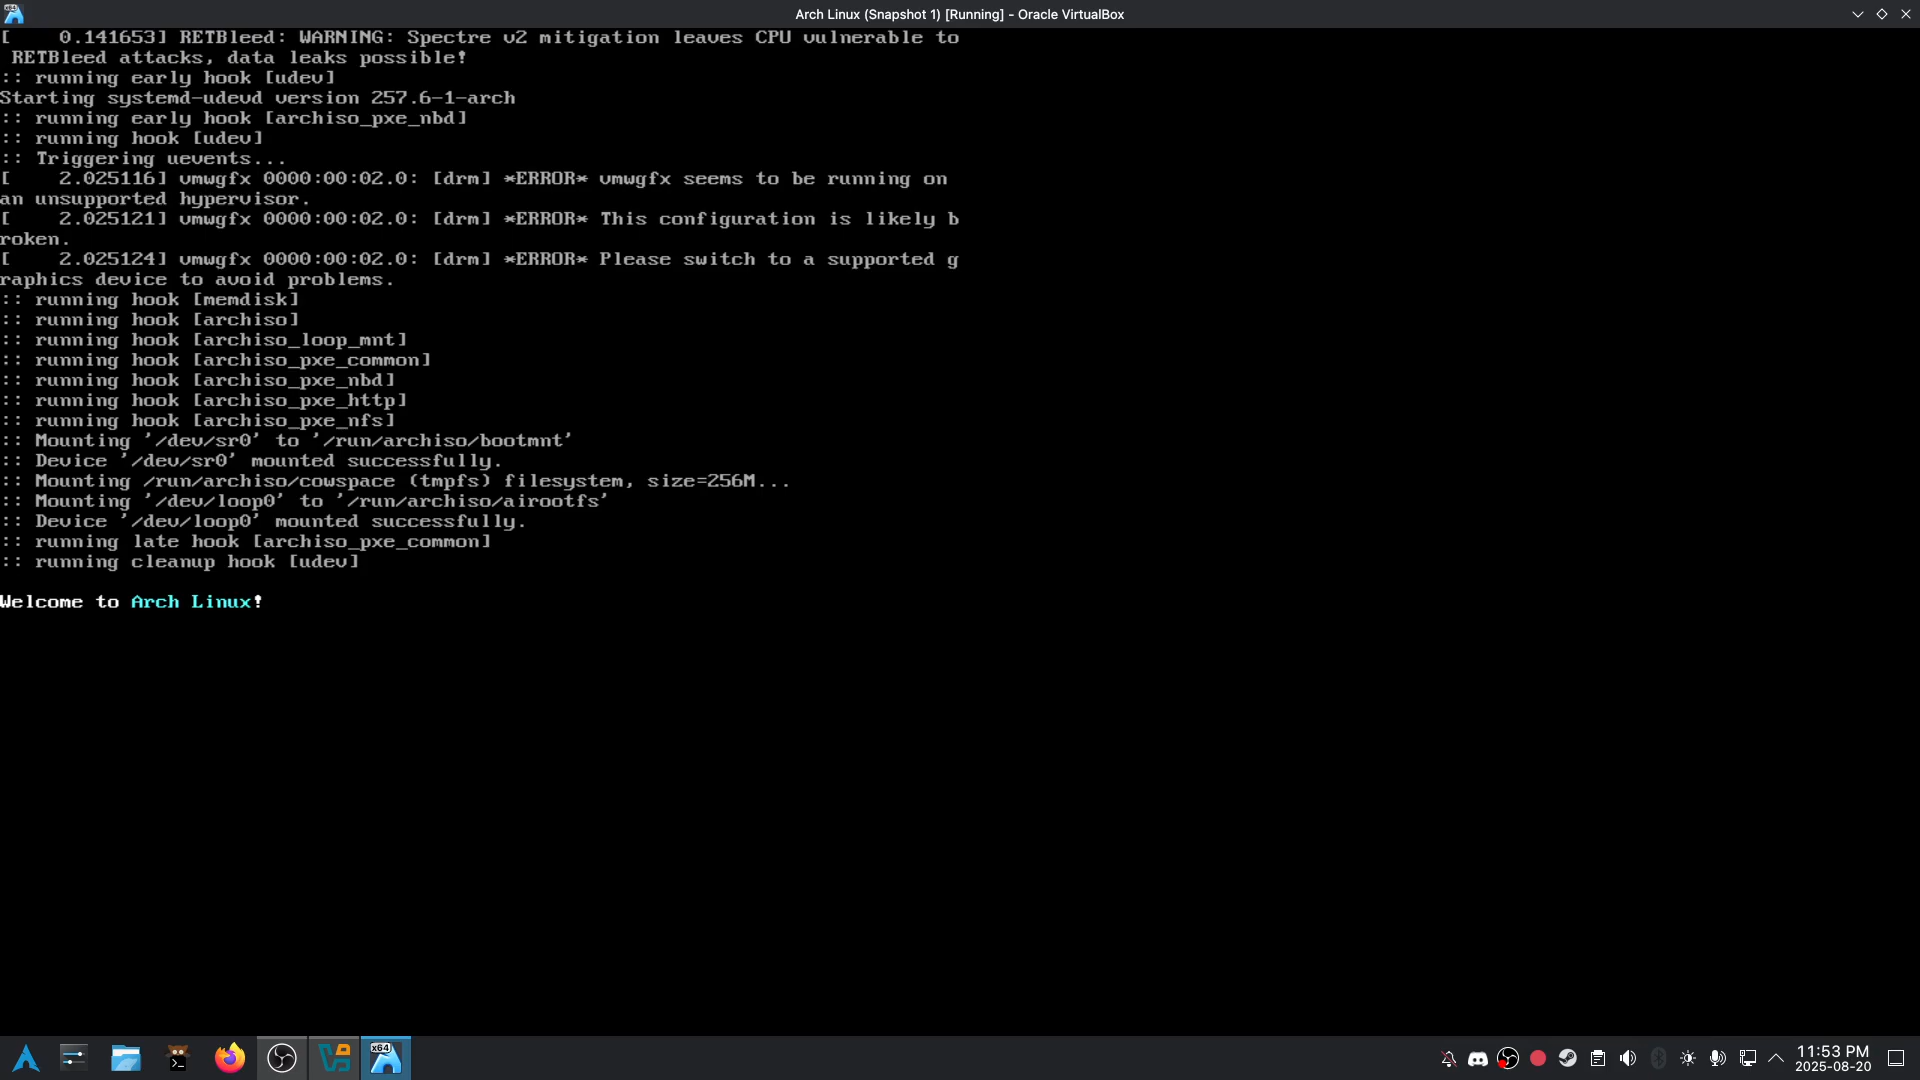 Arch Linux (Snapshot 1) [Running] - Oracle VirtualBox
[    0.141653] RETBleed: WARNING: Spectre v2 mitigation leaves CPU vulnerable to
 RETBleed attacks, data leaks possible!
:: running early hook [udev]
Starting systemd-udevd version 257.6-1-arch
:: running early hook [archiso_pxe_nbd]
:: running hook [udev]
:: Triggering uevents...
[    2.025116] vmwgfx 0000:00:02.0: [drm] *ERROR* vmwgfx seems to be running on
an unsupported hypervisor.
[    2.025121] vmwgfx 0000:00:02.0: [drm] *ERROR* This configuration is likely b
roken.
[    2.025124] vmwgfx 0000:00:02.0: [drm] *ERROR* Please switch to a supported g
raphics device to avoid problems.
:: running hook [memdisk]
:: running hook [archiso]
:: running hook [archiso_loop_mnt]
:: running hook [archiso_pxe_common]
:: running hook [archiso_pxe_nbd]
:: running hook [archiso_pxe_http]
:: running hook [archiso_pxe_nfs]
:: Mounting '/dev/sr0' to '/run/archiso/bootmnt'
:: Device '/dev/sr0' mounted successfully.
:: Mounting /run/archiso/cowspace (tmpfs) filesystem, size=256M...
:: Mounting '/dev/loop0' to '/run/archiso/airootfs'
:: Device '/dev/loop0' mounted successfully.
:: running late hook [archiso_pxe_common]
:: running cleanup hook [udev]
Welcome to Arch Linux!
x64
11:53 PM
2025-08-20